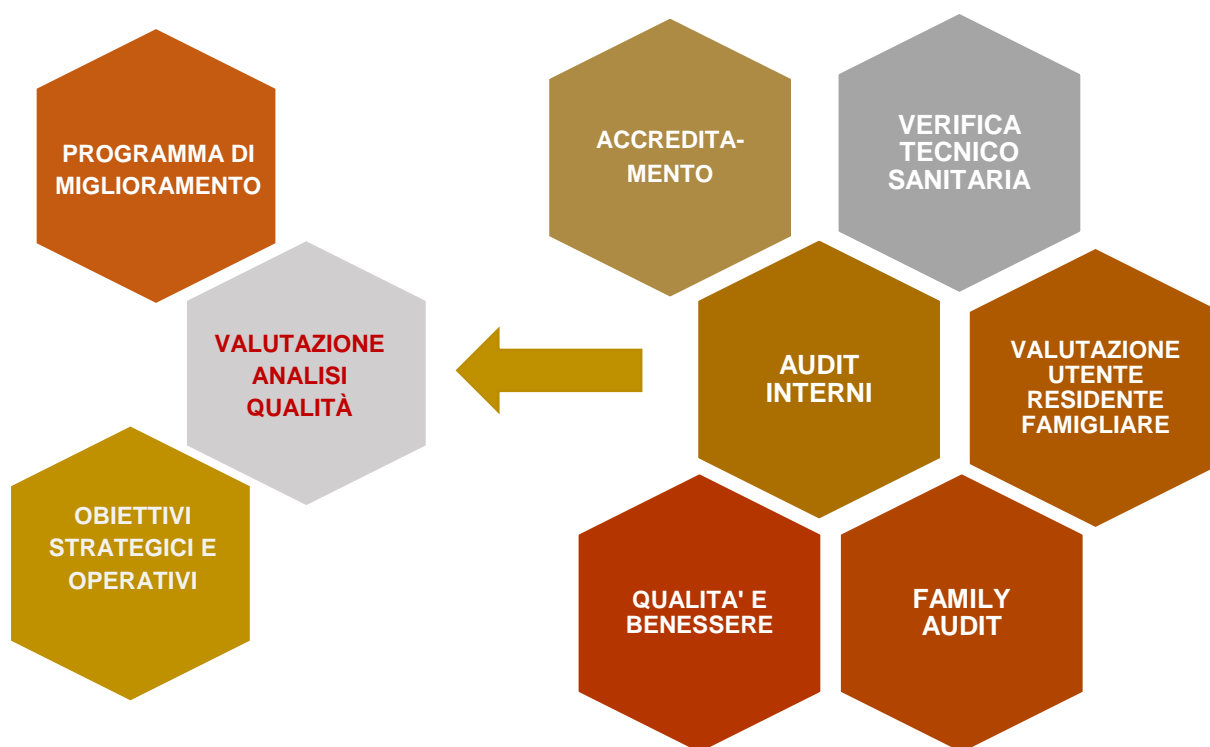 PROGRAMMA DI
MIGLIORAMENTO
VALUTAZIONE
ANALISI
QUALITÀ
OBIETTIVI
STRATEGICI E
OPERATIVI
ACCREDITA-
MENTO
VERIFICA
TECNICO
SANITARIA
AUDIT
INTERNI
VALUTAZIONE
UTENTE
RESIDENTE
FAMIGLIARE
QUALITA' E
BENESSERE
FAMILY
AUDIT